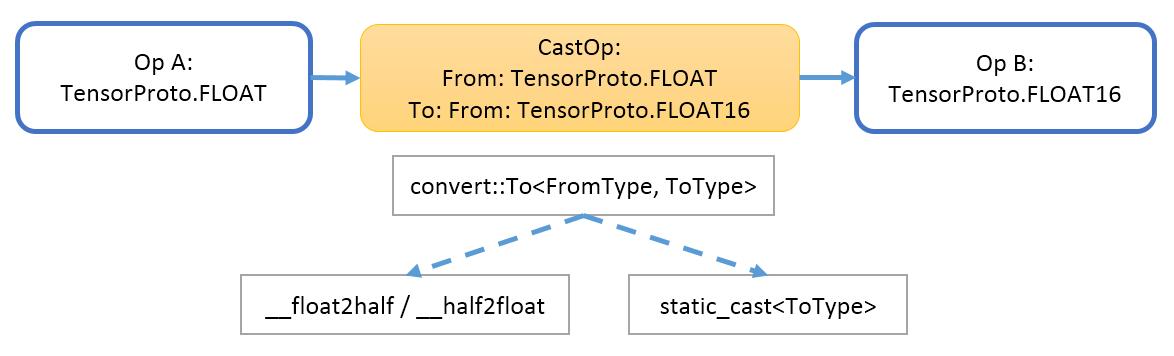 Op A:
TensorProto.FLOAT
CastOp:
From: TensorProto.FLOAT
To: From: TensorProto.FLOAT16
Op B:
TensorProto.FLOAT16
convert::To<FromType, ToType>
__float2half / __half2float
static_cast<ToType>